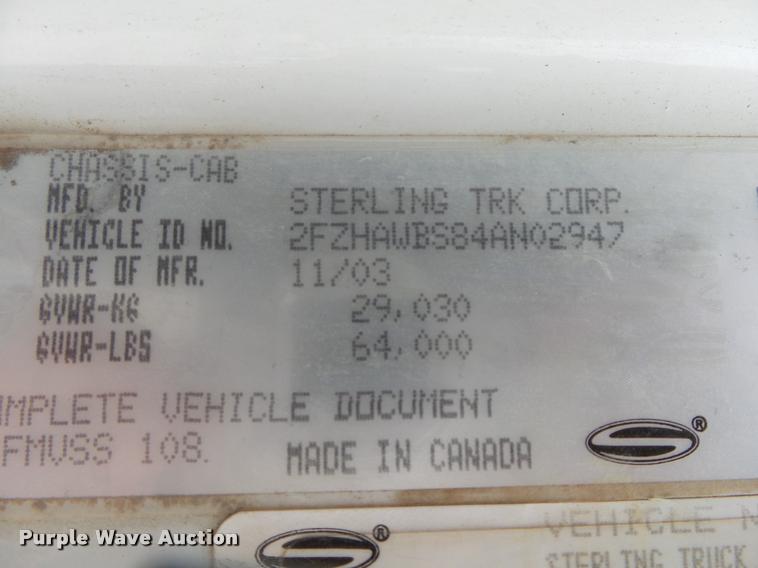 CHASSIS-CAB
MFD. BY STERLING TRK CORP.
VEHICLE ID NO. 2FZHAWBS84AN02947
DATE OF MFR. 11/03
GVWR-KG 29,030
GVWR-LBS 64,000
OMPLETE VEHICLE DOCUMENT
FMVSS 108. MADE IN CANADA
®
®
VEHICLE
STERLING TRUCK
Purple Wave Auction